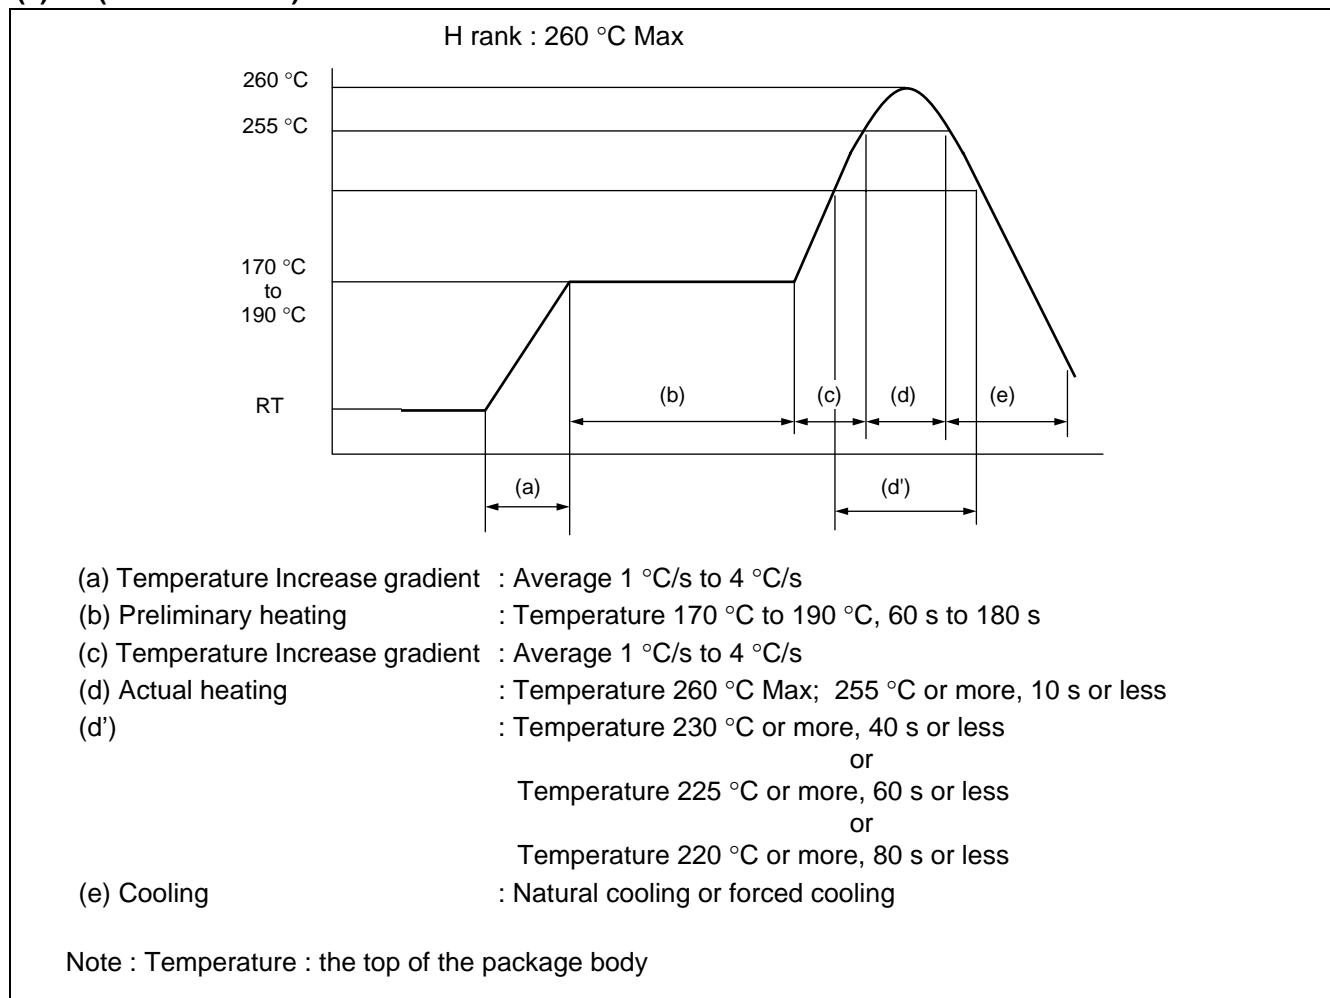 H rank : 260 °C Max
260 °C
255 °C
170 °C
to
190 °C
RT
(b)
(c)
(d)
(e)
(a)
(d')
(a) Temperature Increase gradient : Average 1 °C/s to 4 °C/s
(b) Preliminary heating : Temperature 170 °C to 190 °C, 60 s to 180 s
(c) Temperature Increase gradient : Average 1 °C/s to 4 °C/s
(d) Actual heating : Temperature 260 °C Max; 255 °C or more, 10 s or less
(d’) : Temperature 230 °C or more, 40 s or less
or
Temperature 225 °C or more, 60 s or less
or
Temperature 220 °C or more, 80 s or less
(e) Cooling : Natural cooling or forced cooling
Note : Temperature : the top of the package body